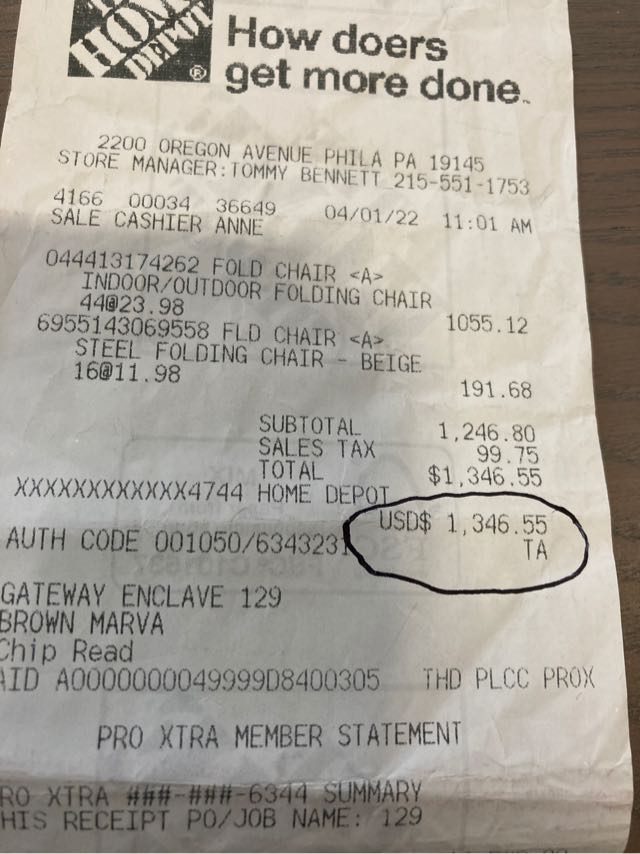 THE HOME DEPOT ®
How doers
get more done.™
2200 OREGON AVENUE PHILA PA 19145
STORE MANAGER:TOMMY BENNETT 215-551-1753
4166 00034 36649 04/01/22 11:01 AM
SALE CASHIER ANNE
044413174262 FOLD CHAIR <A>
INDOOR/OUTDOOR FOLDING CHAIR
44@23.98 1055.12
6955143069558 FLD CHAIR <A>
STEEL FOLDING CHAIR - BEIGE
16@11.98 191.68
SUBTOTAL 1,246.80
SALES TAX 99.75
TOTAL $1,346.55
XXXXXXXXXXXX4744 HOME DEPOT
USD$ 1,346.55
AUTH CODE 001050/6343231 TA
GATEWAY ENCLAVE 129
BROWN MARVA
Chip Read
AID A0000000049999D8400305 THD PLCC PROX
PRO XTRA MEMBER STATEMENT
RO XTRA ###-###-6344 SUMMARY
HIS RECEIPT PO/JOB NAME: 129